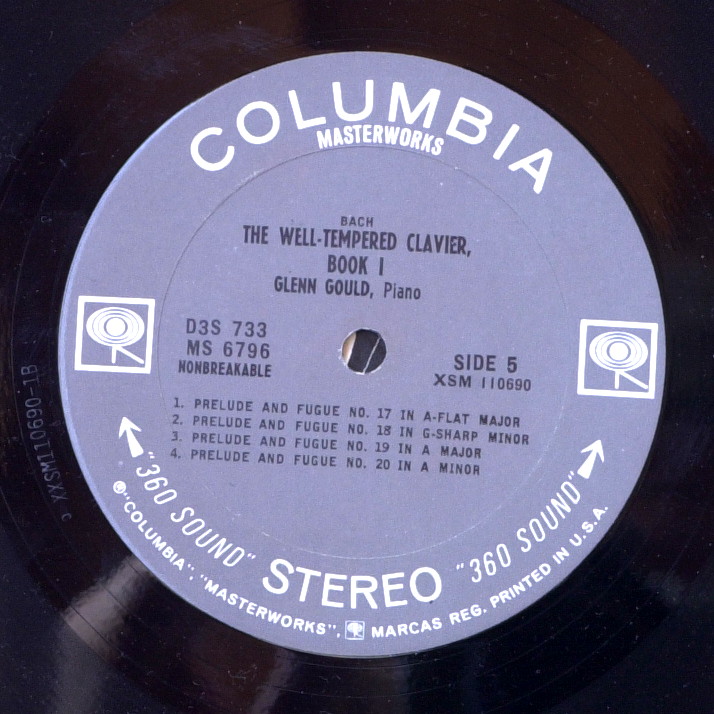 COLUMBIA
MASTERWORKS
BACH
THE WELL-TEMPERED CLAVIER,
BOOK I
GLENN GOULD, Piano
D3S 733
MS 6796
NONBREAKABLE
SIDE 5
XSM 110690
1. PRELUDE AND FUGUE NO. 17 IN A-FLAT MAJOR
2. PRELUDE AND FUGUE NO. 18 IN G-SHARP MINOR
3. PRELUDE AND FUGUE NO. 19 IN A MAJOR
4. PRELUDE AND FUGUE NO. 20 IN A MINOR
"360 SOUND" STEREO "360 SOUND"
"COLUMBIA", "MASTERWORKS", MARCAS REG. PRINTED IN U.S.A.
XXSM110690-1B